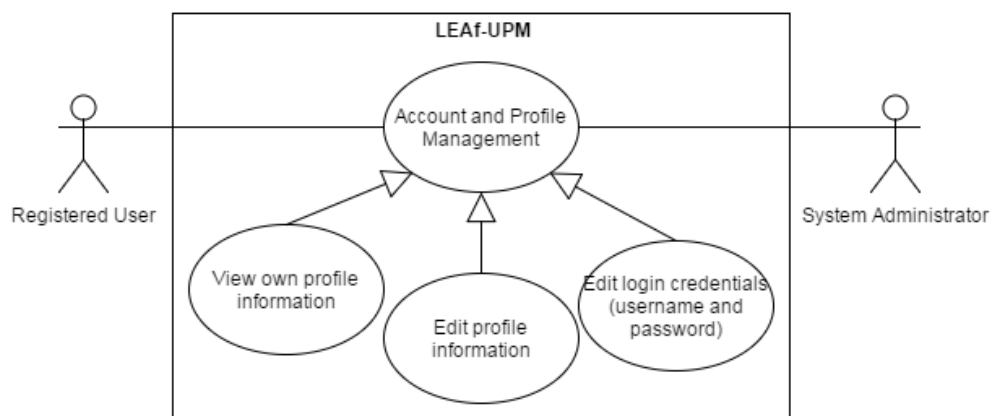 LEAf-UPM
Account and Profile
Management
Registered User
System Administrator
View own profile
information
Edit profile
information
Edit login credentials
(username and
password)